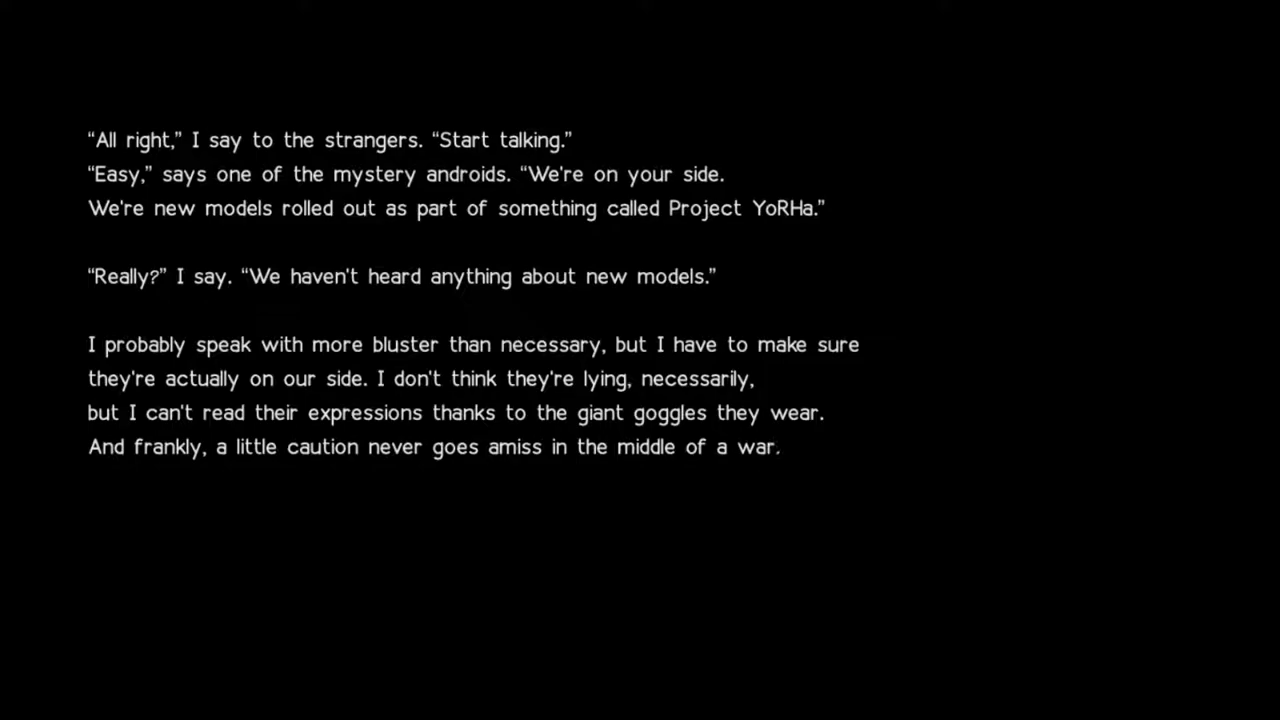 “All right,” I say to the strangers. “Start talking.”
“Easy,” says one of the mystery androids. “We're on your side.
We're new models rolled out as part of something called Project YoRHa.”
“Really?” I say. “We haven't heard anything about new models.”
I probably speak with more bluster than necessary, but I have to make sure
they're actually on our side. I don't think they're lying, necessarily,
but I can't read their expressions thanks to the giant goggles they wear.
And frankly, a little caution never goes amiss in the middle of a war.